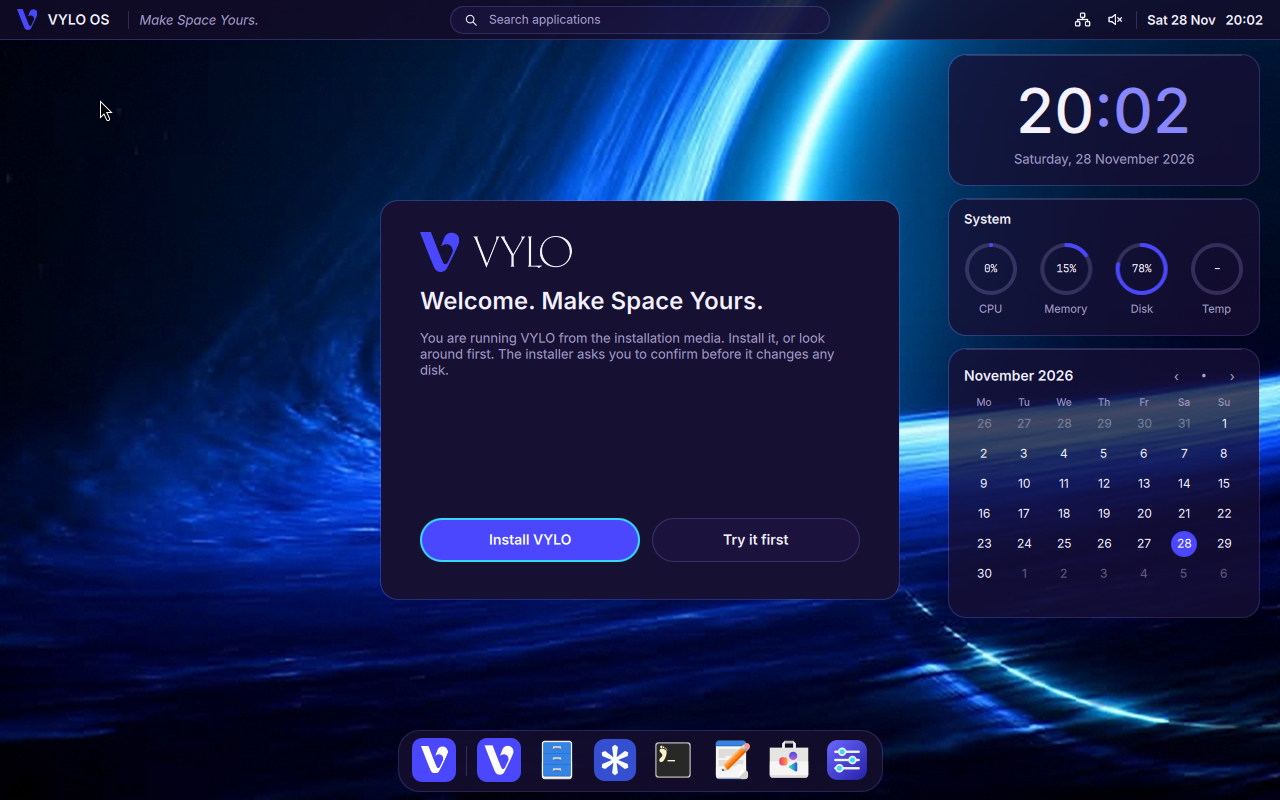 VYLO OS
Make Space Yours.
Search applications
Sat 28 Nov 20:02
20:02
Saturday, 28 November 2026
System
0% 15% 78% –
CPU Memory Disk Temp
VYLO
Welcome. Make Space Yours.
You are running VYLO from the installation media. Install it, or look
around first. The installer asks you to confirm before it changes any
disk.
Install VYLO
Try it first
November 2026
Mo Tu We Th Fr Sa Su
26 27 28 29 30 31 1
2 3 4 5 6 7 8
9 10 11 12 13 14 15
16 17 18 19 20 21 22
23 24 25 26 27 28 29
30 1 2 3 4 5 6